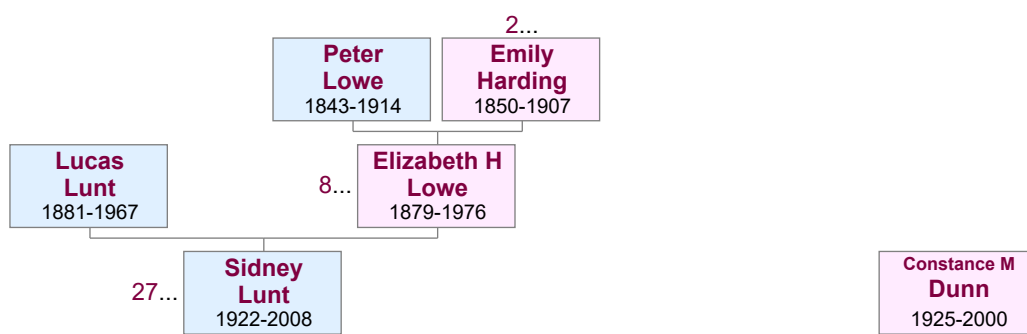 2...
Peter
Lowe
1843-1914
Emily
Harding
1850-1907
Lucas
Lunt
1881-1967
8...
Elizabeth H
Lowe
1879-1976
27...
Sidney
Lunt
1922-2008
Constance M
Dunn
1925-2000